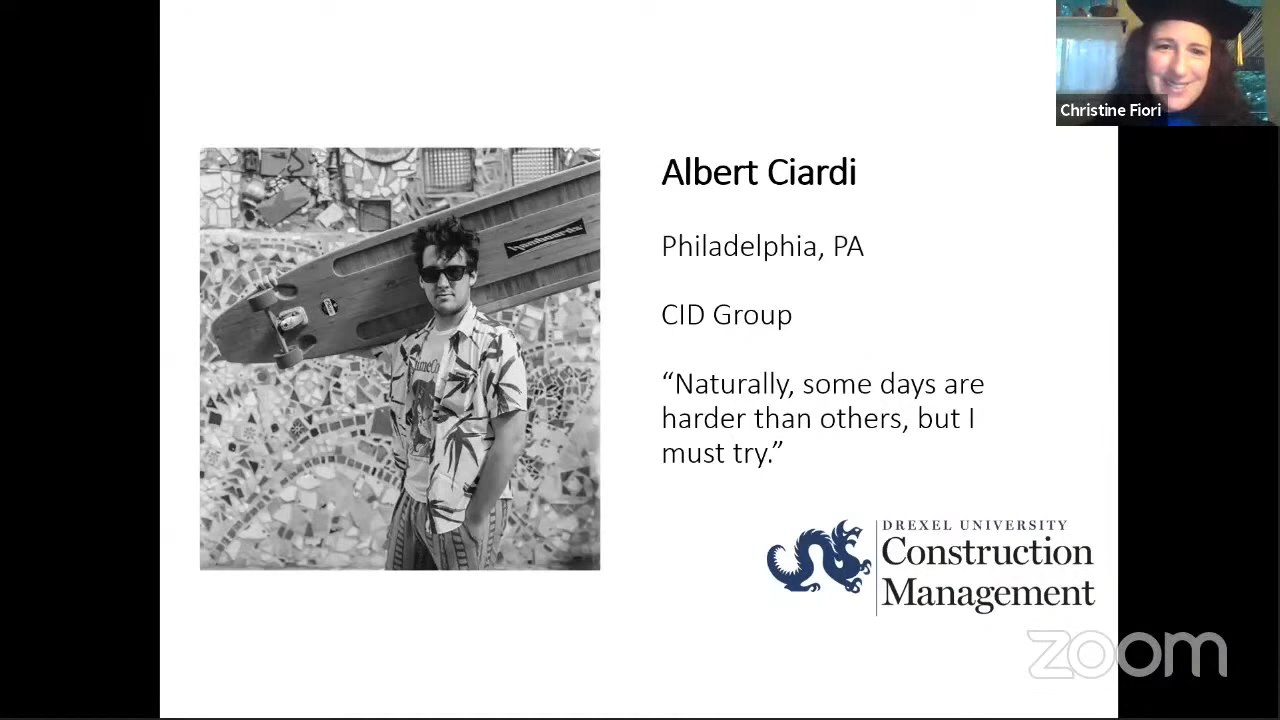 Christine Fiori
Albert Ciardi
Philadelphia, PA
CID Group
“Naturally, some days are
harder than others, but I
must try.”
DREXEL UNIVERSITY
Construction
Management
zoom